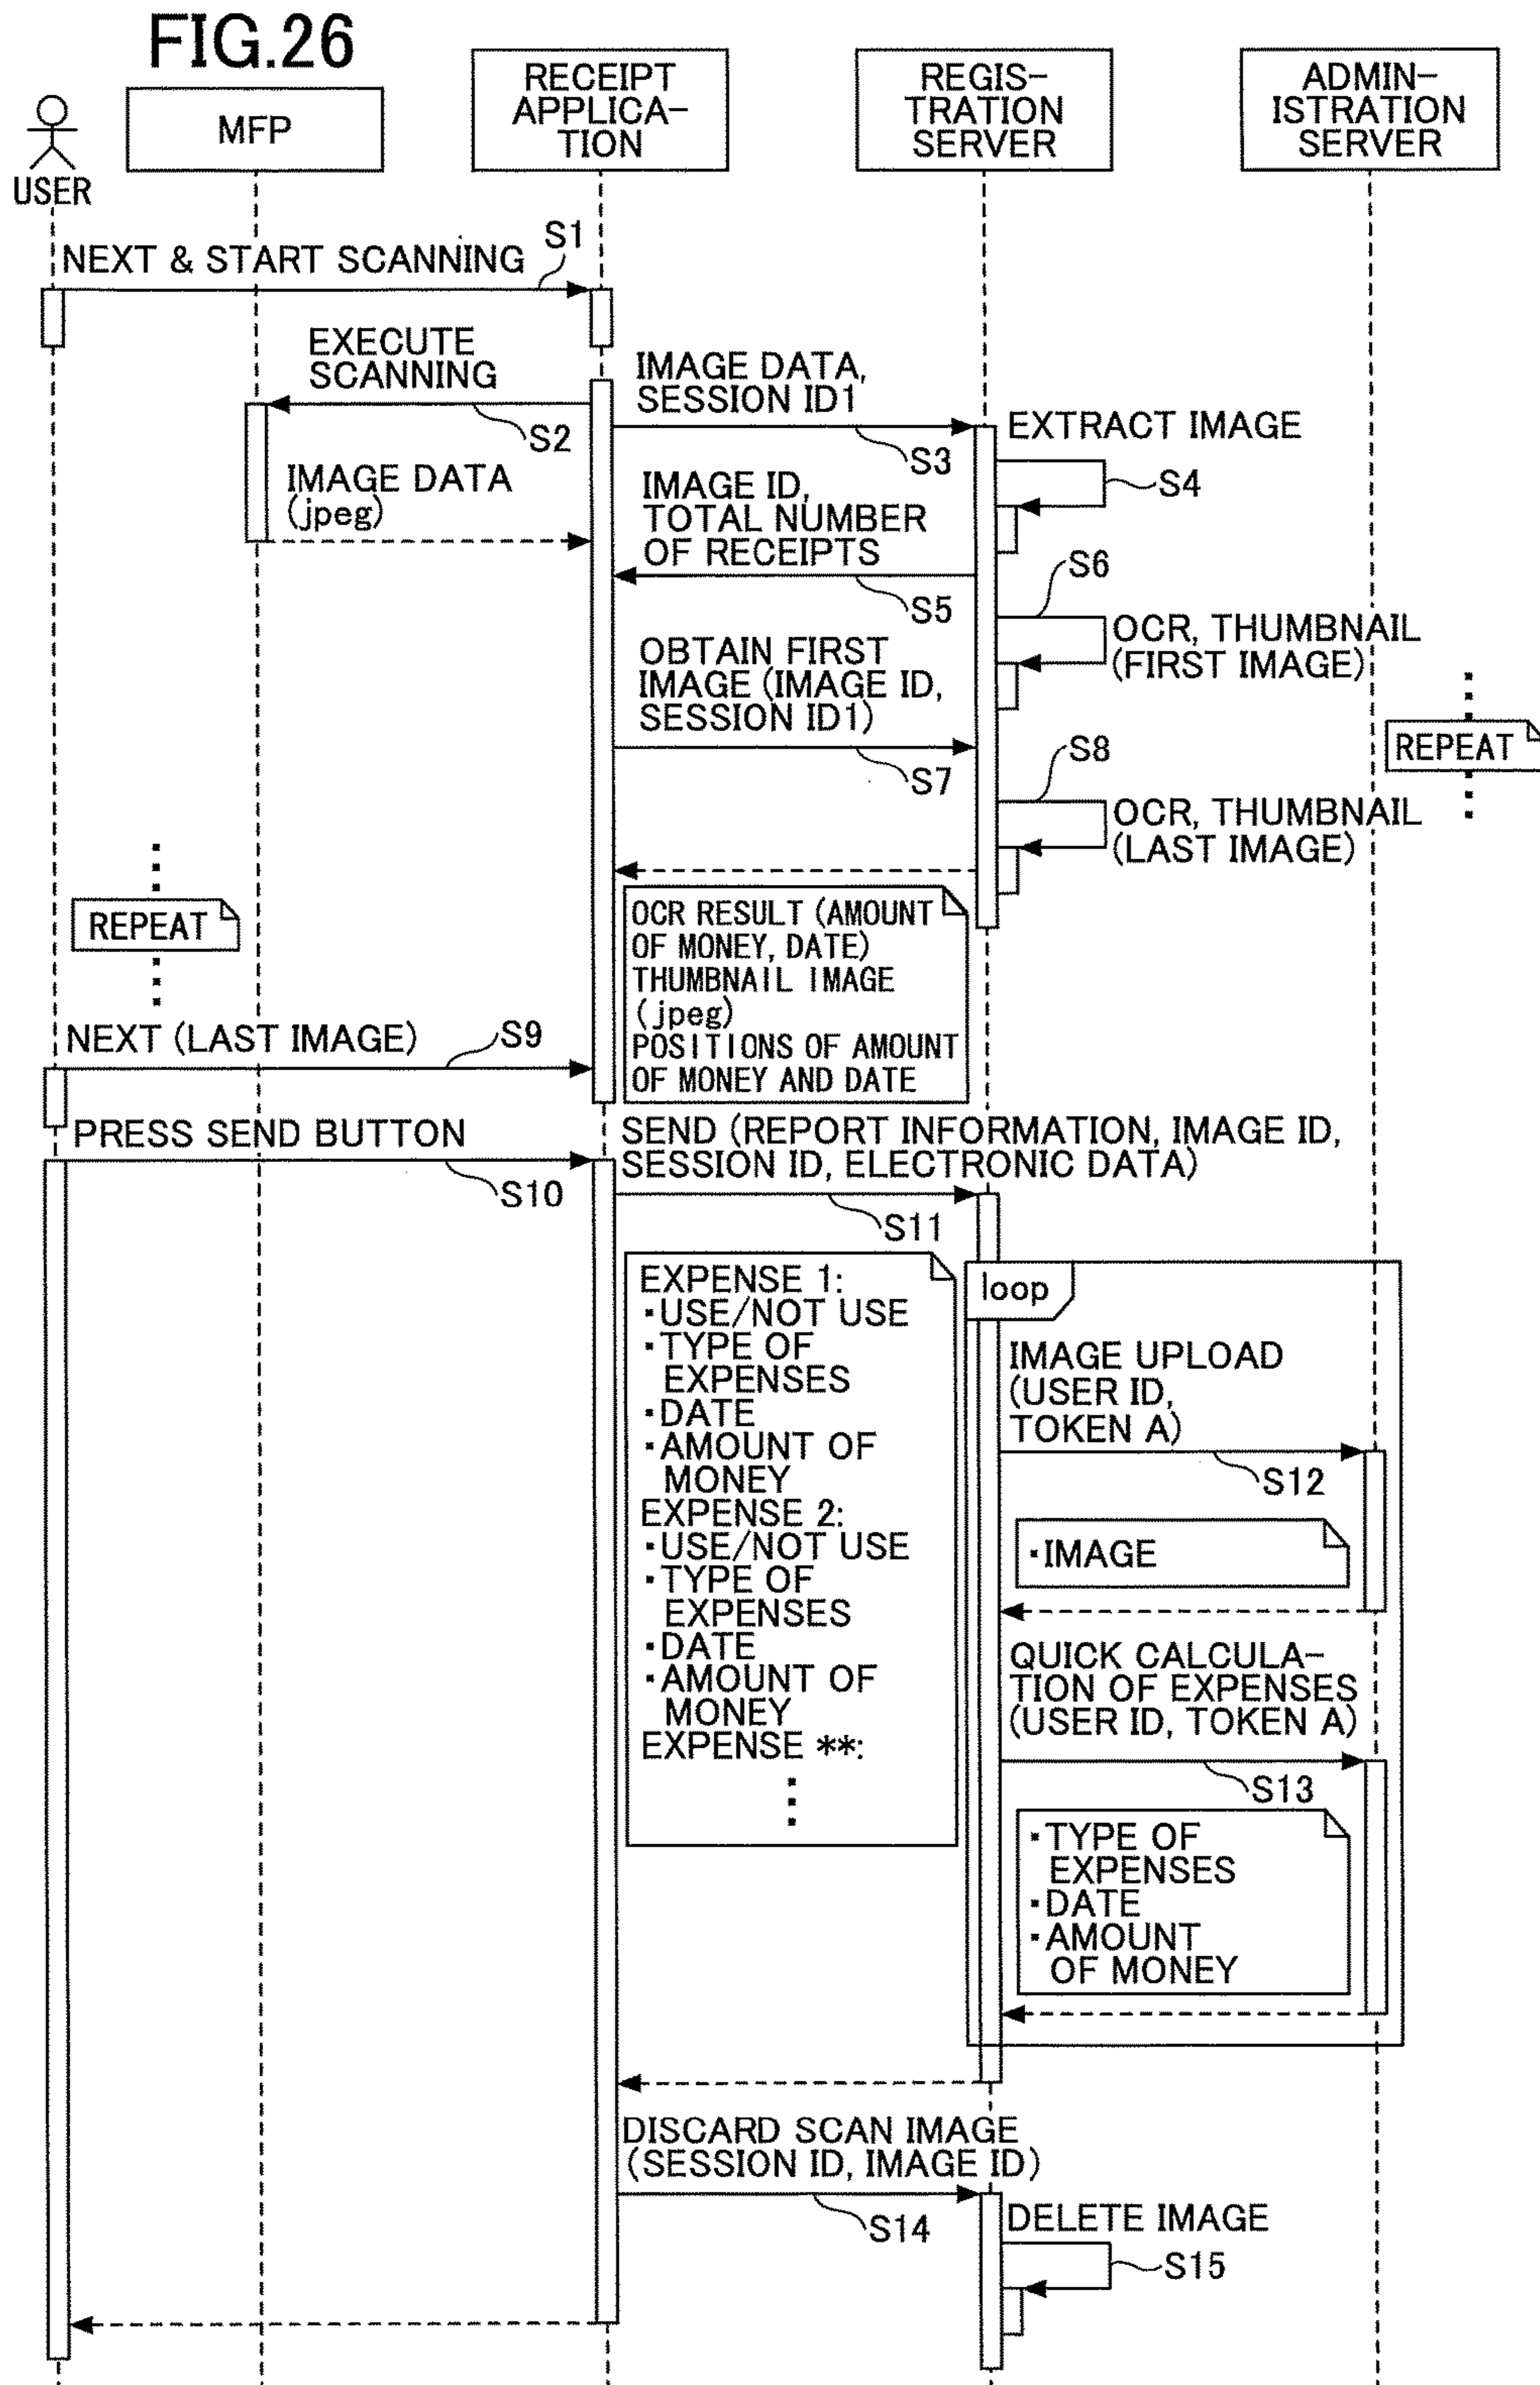 FIG.26
USER
MFP
RECEIPT
APPLICA-
TION
REGIS-
TRATION
SERVER
ADMIN-
ISTRATION
SERVER
NEXT & START SCANNING
S1
EXECUTE
SCANNING
S2
IMAGE DATA
(jpeg)
IMAGE DATA,
SESSION ID1
S3
EXTRACT IMAGE
S4
IMAGE ID,
TOTAL NUMBER
OF RECEIPTS
S5
S6
OCR, THUMBNAIL
(FIRST IMAGE)
OBTAIN FIRST
IMAGE (IMAGE ID,
SESSION ID1)
S7
REPEAT
S8
OCR, THUMBNAIL
(LAST IMAGE)
REPEAT
OCR RESULT (AMOUNT
OF MONEY, DATE)
THUMBNAIL IMAGE
(jpeg)
POSITIONS OF AMOUNT
OF MONEY AND DATE
NEXT (LAST IMAGE)
S9
PRESS SEND BUTTON
S10
SEND (REPORT INFORMATION, IMAGE ID,
SESSION ID, ELECTRONIC DATA)
S11
EXPENSE 1:
・USE/NOT USE
・TYPE OF
EXPENSES
・DATE
・AMOUNT OF
MONEY
EXPENSE 2:
・USE/NOT USE
・TYPE OF
EXPENSES
・DATE
・AMOUNT OF
MONEY
EXPENSE **:
loop
IMAGE UPLOAD
(USER ID,
TOKEN A)
S12
・IMAGE
QUICK CALCULA-
TION OF EXPENSES
(USER ID, TOKEN A)
S13
・TYPE OF
EXPENSES
・DATE
・AMOUNT
OF MONEY
DISCARD SCAN IMAGE
(SESSION ID, IMAGE ID)
S14
DELETE IMAGE
S15